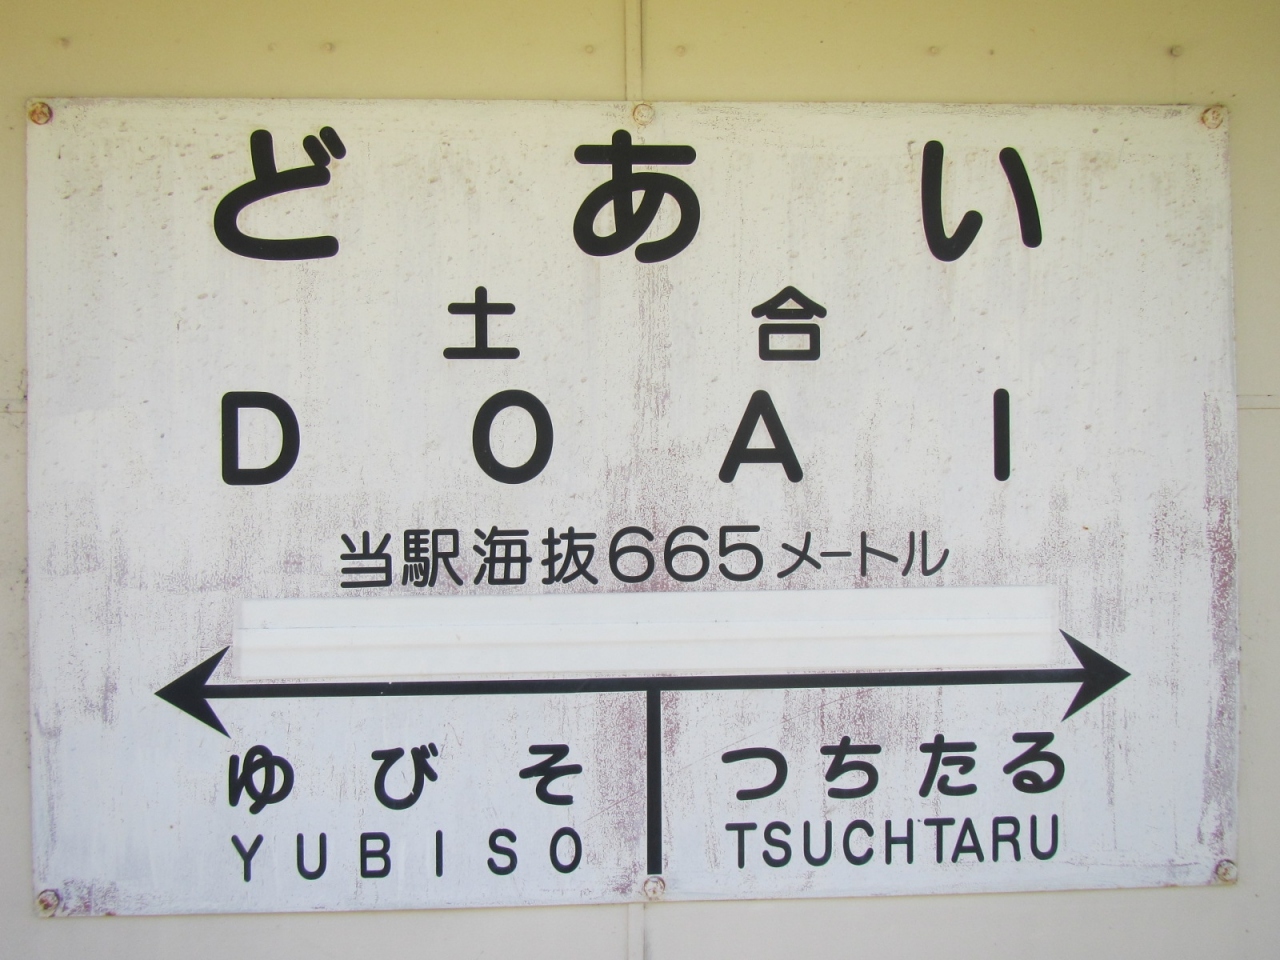 どあい
土合
DOAI
当駅海抜665メートル
ゆびそ つちたる
YUBISO TSUCHTARU